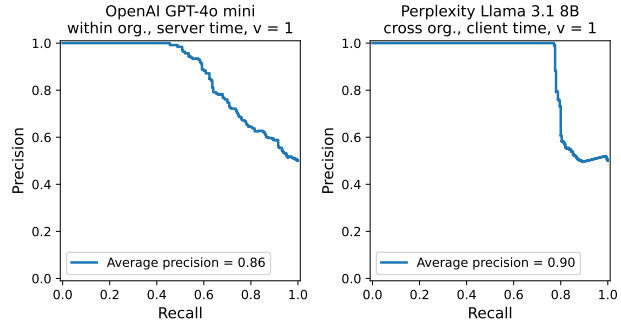 OpenAI GPT-4o mini
within org., server time, v = 1
1.0
0.8
0.6
0.4
0.2
0.0
Precision
Average precision = 0.86
0.0 0.2 0.4 0.6 0.8 1.0
Recall
Perplexity Llama 3.1 8B
cross org., client time, v = 1
1.0
0.8
0.6
0.4
0.2
0.0
Precision
Average precision = 0.90
0.0 0.2 0.4 0.6 0.8 1.0
Recall